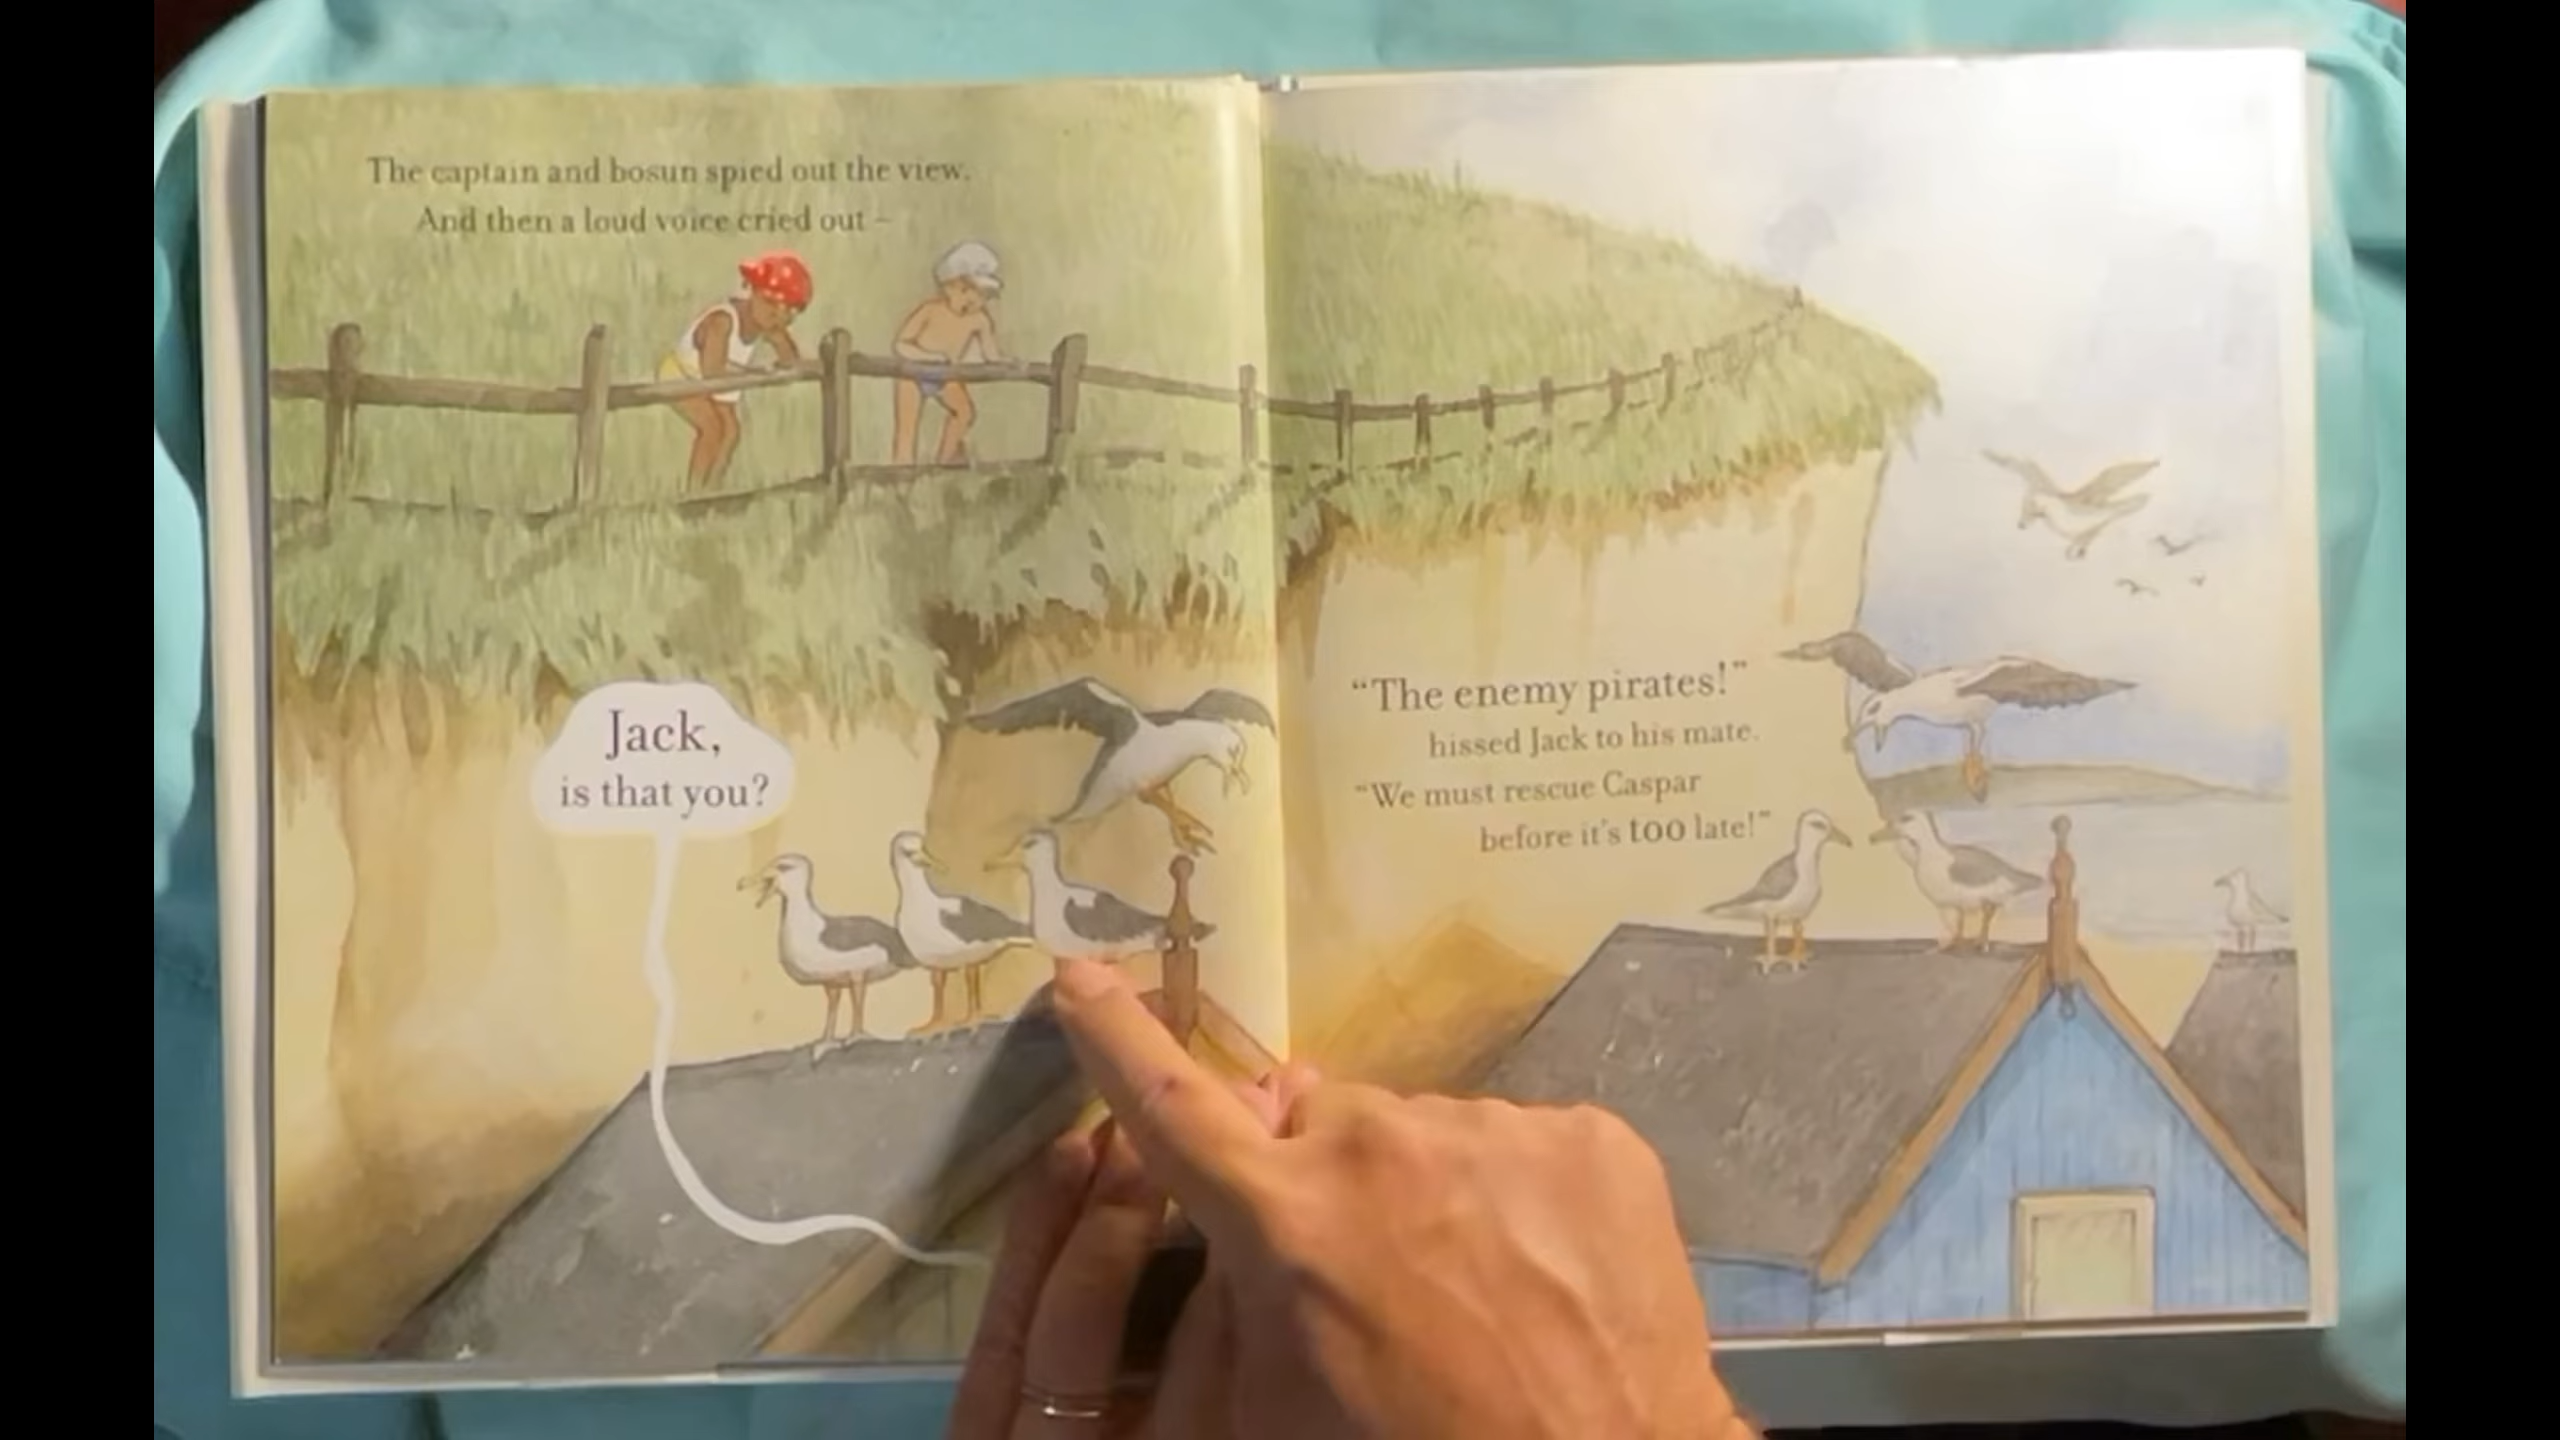 The captain and bosun spied out the view.
And then a loud voice cried out –
Jack,
is that you?
“The enemy pirates!”
hissed Jack to his mate.
“We must rescue Caspar
before it's too late!”